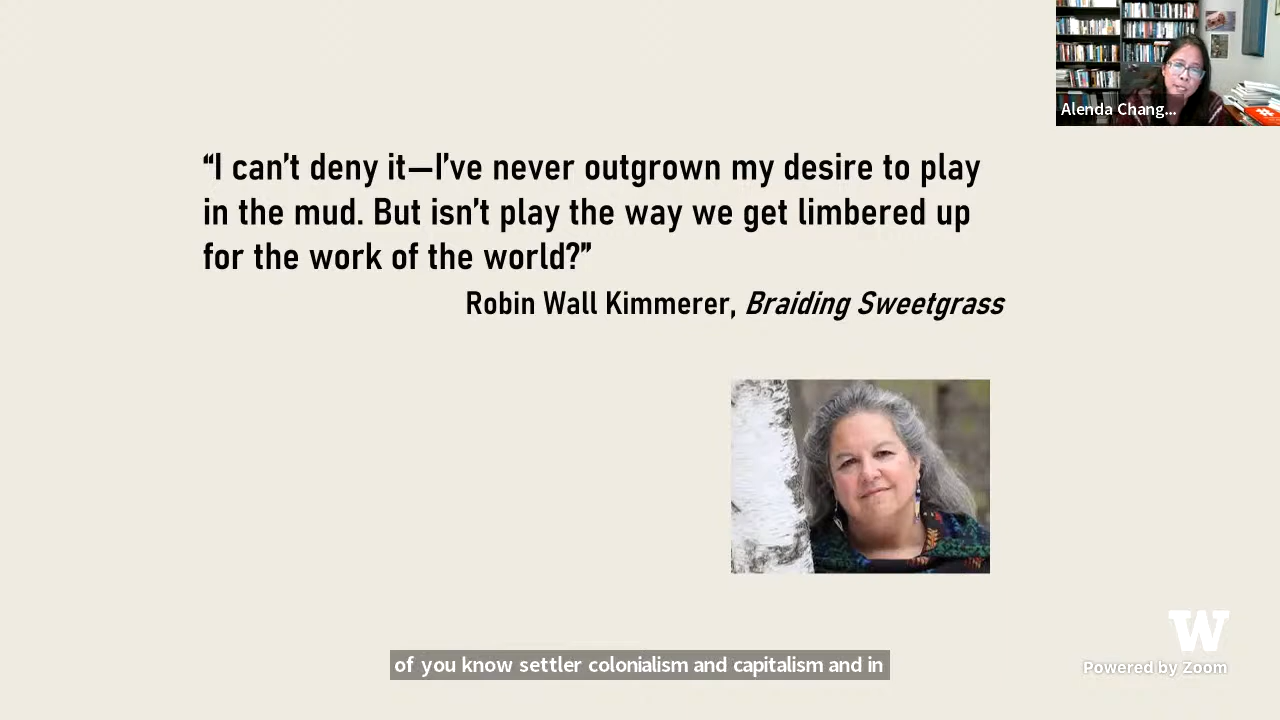 Alenda Chang...
“I can’t deny it—I’ve never outgrown my desire to play
in the mud. But isn’t play the way we get limbered up
for the work of the world?”
Robin Wall Kimmerer, Braiding Sweetgrass
of you know settler colonialism and capitalism and in
W
Powered by Zoom